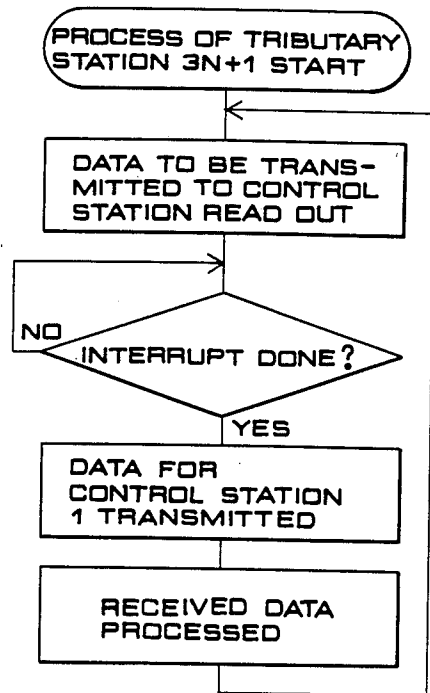 PROCESS OF TRIBUTARY
STATION 3N+1 START
DATA TO BE TRANS-
MITTED TO CONTROL
STATION READ OUT
NO
INTERRUPT DONE?
YES
DATA FOR
CONTROL STATION
1 TRANSMITTED
RECEIVED DATA
PROCESSED